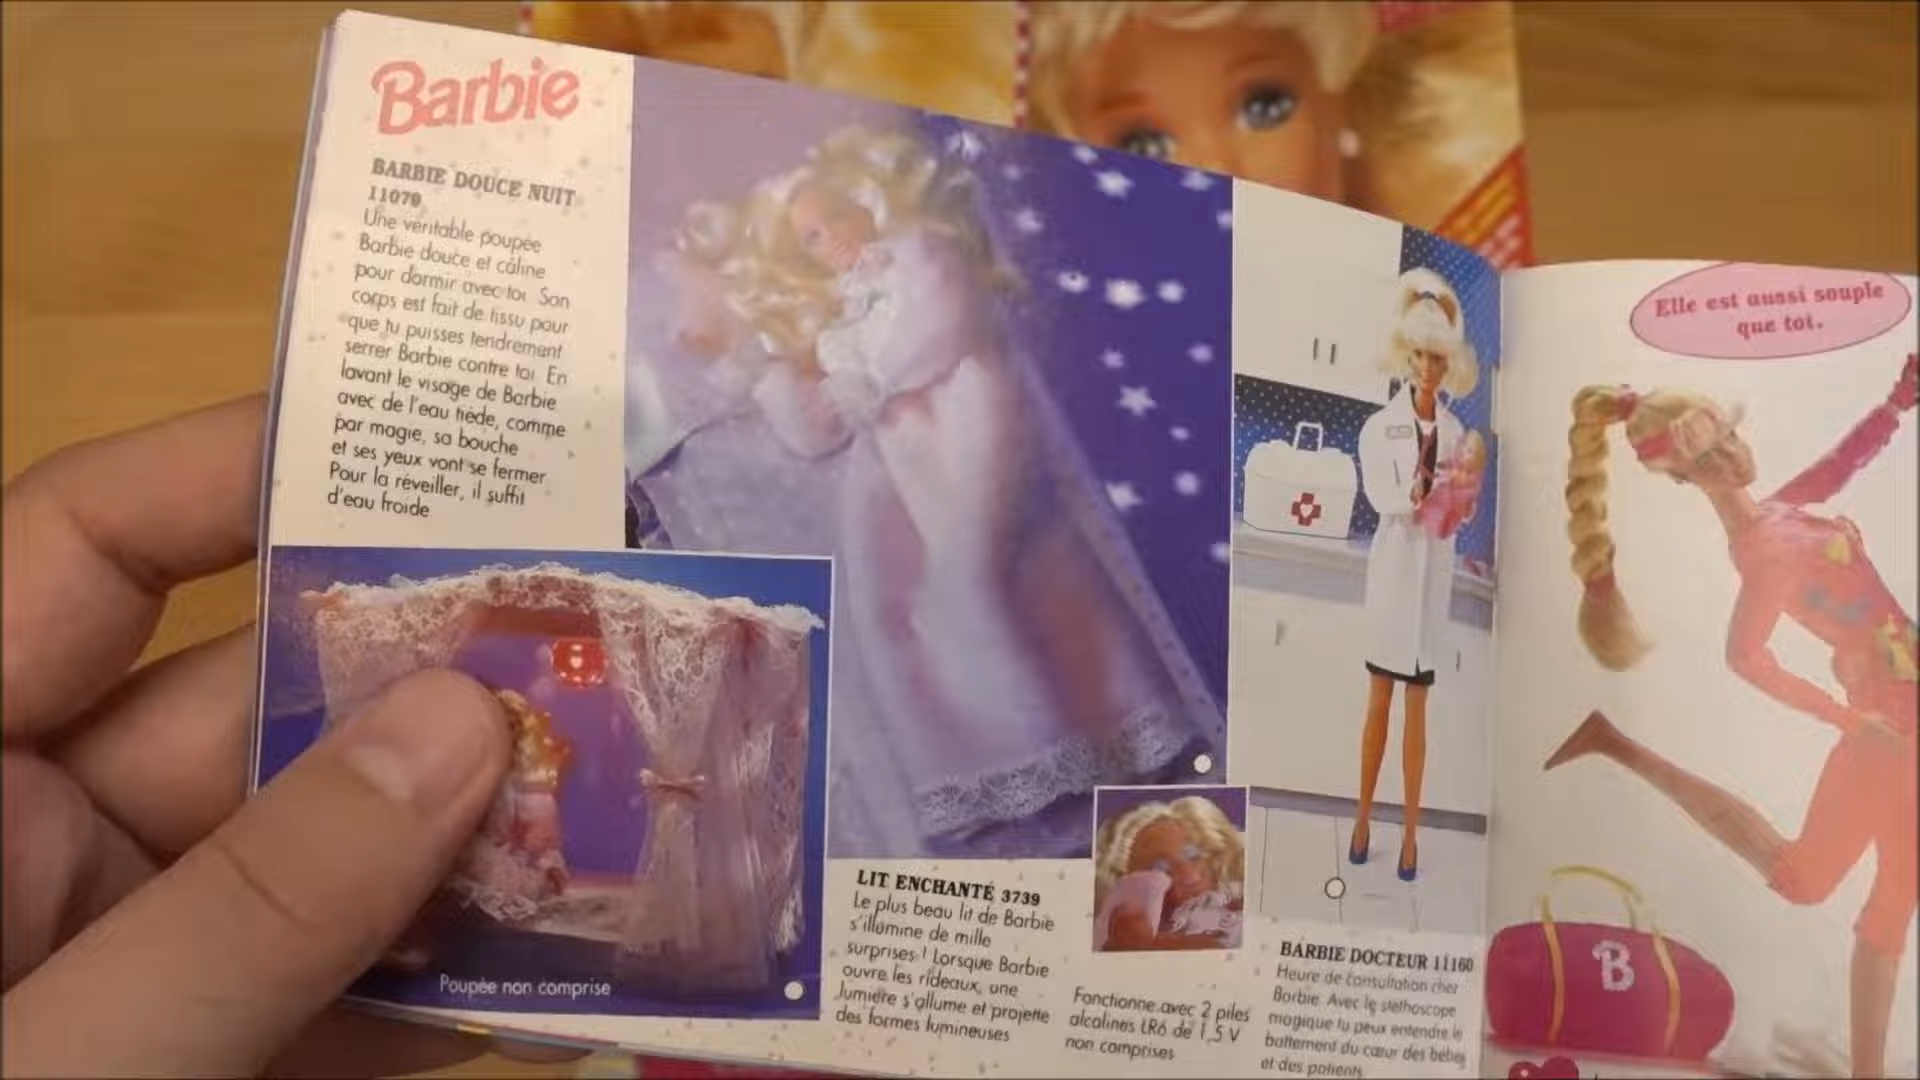 Barbie
BARBIE DOUCE NUIT
11079
Une véritable poupée
Barbie douce et câline
pour dormir avec toi. Son
corps est fait de tissu pour
que tu puisses tendrement
serrer Barbie contre toi. En
lavant le visage de Barbie
avec de l'eau tiède, comme
par magie, sa bouche
et ses yeux vont se fermer.
Pour la réveiller, il suffit
d'eau froide
Poupée non comprise
LIT ENCHANTÉ 3739
Le plus beau lit de Barbie
s'illumine de mille
surprises ! Lorsque Barbie
ouvre les rideaux, une
lumière s'allume et projette
des formes lumineuses
Fonctionne avec 2 piles
alcalines LR6 de 1,5 V
non comprises
BARBIE DOCTEUR 11160
Heure de consultation chez
Barbie. Avec le stéthoscope
magique tu peux entendre le
battement du cœur des bébés
et des patients.
Elle est aussi souple
que toi.
B